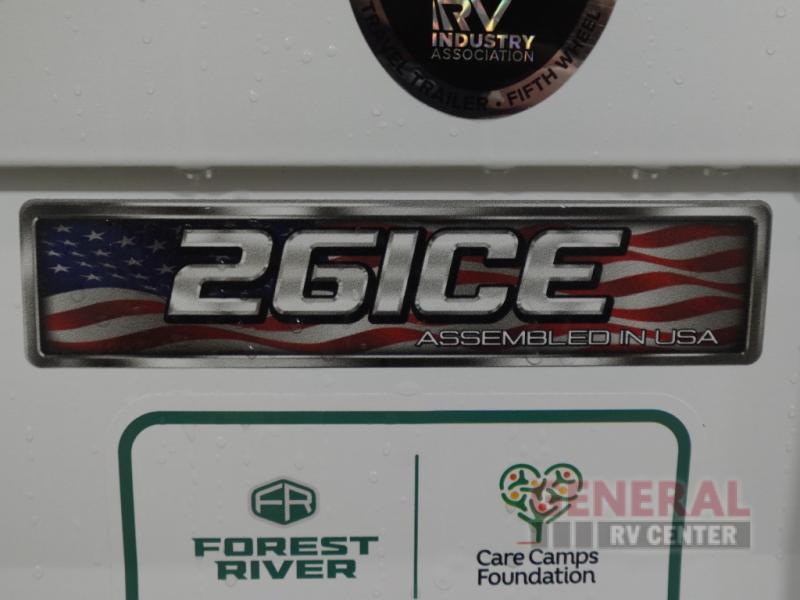 RV
INDUSTRY
ASSOCIATION
TRAVEL TRAILER • FIFTH WHEEL
261CE
ASSEMBLED IN USA
FR
FOREST
RIVER
Care Camps
Foundation
GENERAL
RV CENTER